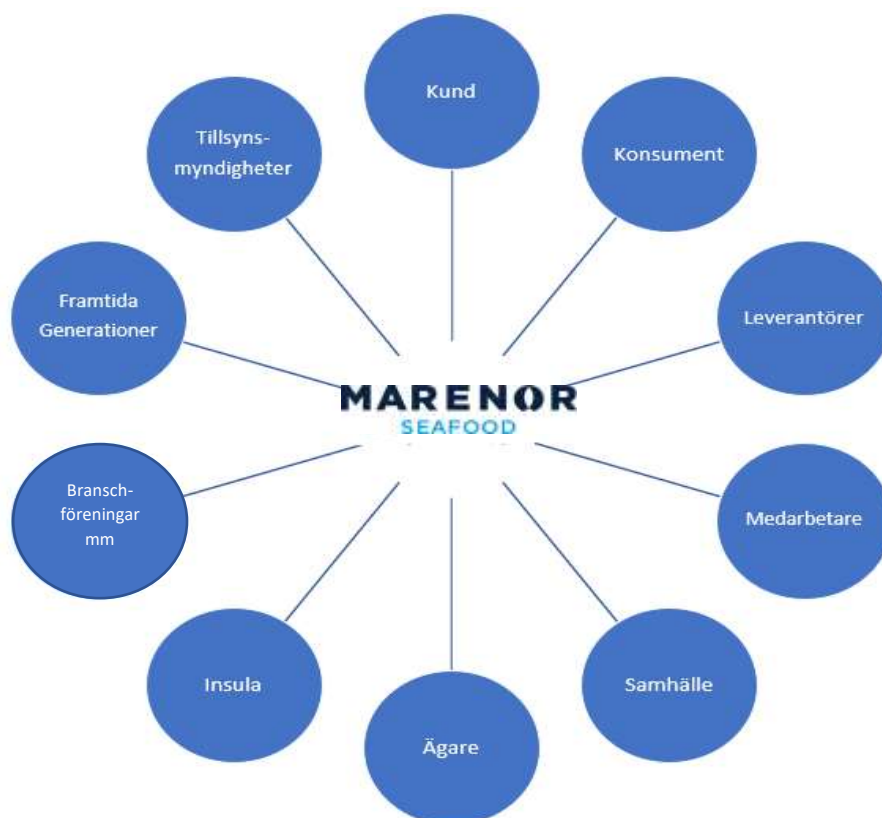 Kund
Konsument
Leverantörer
Medarbetare
Samhälle
Ägare
Insula
Bransch-
föreningar
mm
Framtida
Generationer
Tillsyns-
myndigheter
MARENOR
SEAFOOD